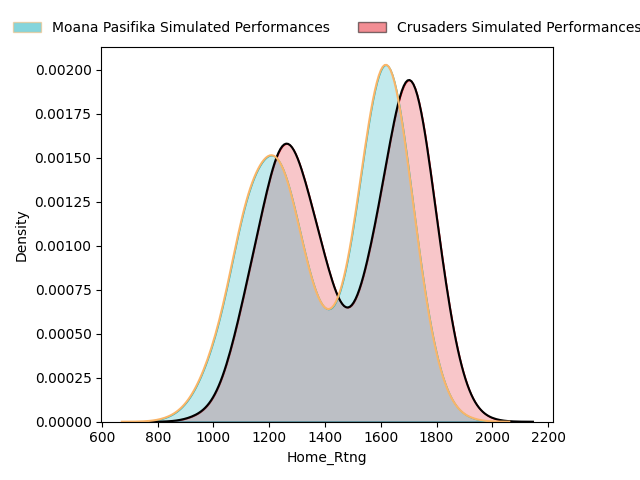 Moana Pasifika Simulated Performances Crusaders Simulated Performances
0.00200
0.00175
0.00150
0.00125
0.00100
0.00075
0.00050
0.00025
0.00000
Density
600 800 1000 1200 1400 1600 1800 2000 2200
Home_Rtng